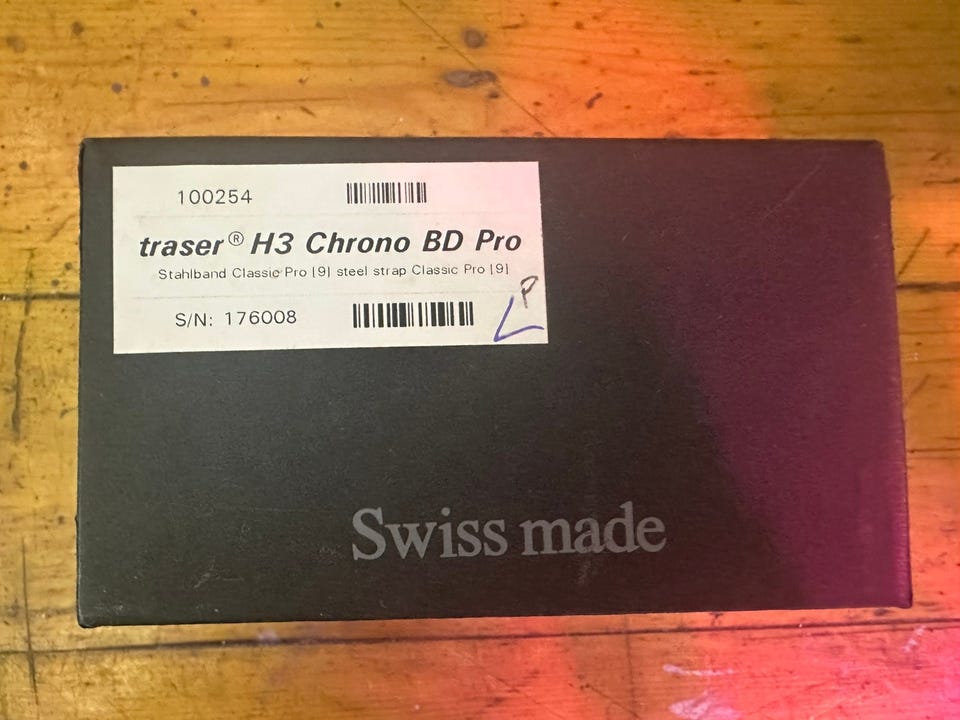 100254
traser® H3 Chrono BD Pro
Stahlband Classic Pro [9] steel strap Classic Pro [9]
S/N: 176008
P
Swiss made